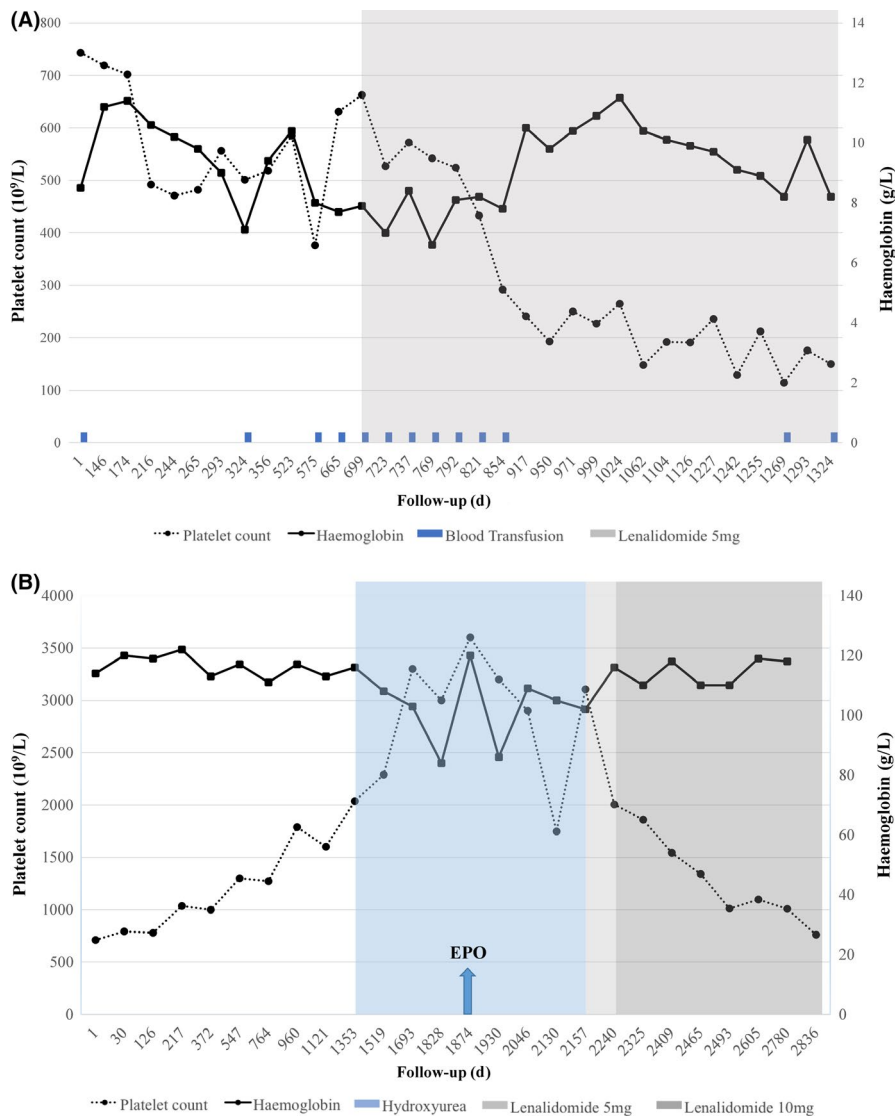 (A)
800
14
700
12
600
10
500
8
400
6
300
4
200
2
100
0
0
Platelet count (10⁹/L)
Haemoglobin (g/L)
1 146 174 216 244 265 293 324 356 523 575 665 699 723 737 769 792 821 854 917 950 971 999 1024 1062 1104 1126 1227 1242 1255 1269 1293 1324
Follow-up (d)
Platelet count Haemoglobin Blood Transfusion Lenalidomide 5mg
(B)
4000
140
3500
120
3000
100
2500
80
2000
60
1500
40
1000
20
500
0
0
Platelet count (10⁹/L)
Haemoglobin (g/L)
EPO
1 30 126 217 372 547 764 960 1121 1353 1519 1693 1828 1874 1930 2046 2130 2157 2240 2325 2409 2465 2493 2605 2780 2836
Follow-up (d)
Platelet count Haemoglobin Hydroxyurea Lenalidomide 5mg Lenalidomide 10mg